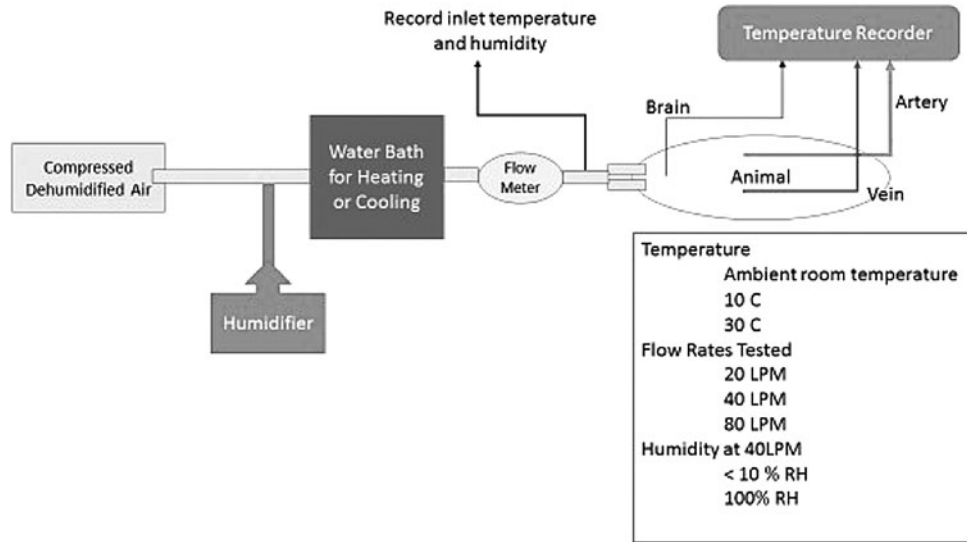 Record inlet temperature
and humidity
Temperature Recorder
Brain
Artery
Compressed
Dehumidified Air
Water Bath
for Heating
or Cooling
Flow
Meter
Animal
Vein
Humidifier
Temperature
Ambient room temperature
10 C
30 C
Flow Rates Tested
20 LPM
40 LPM
80 LPM
Humidity at 40LPM
< 10 % RH
100% RH